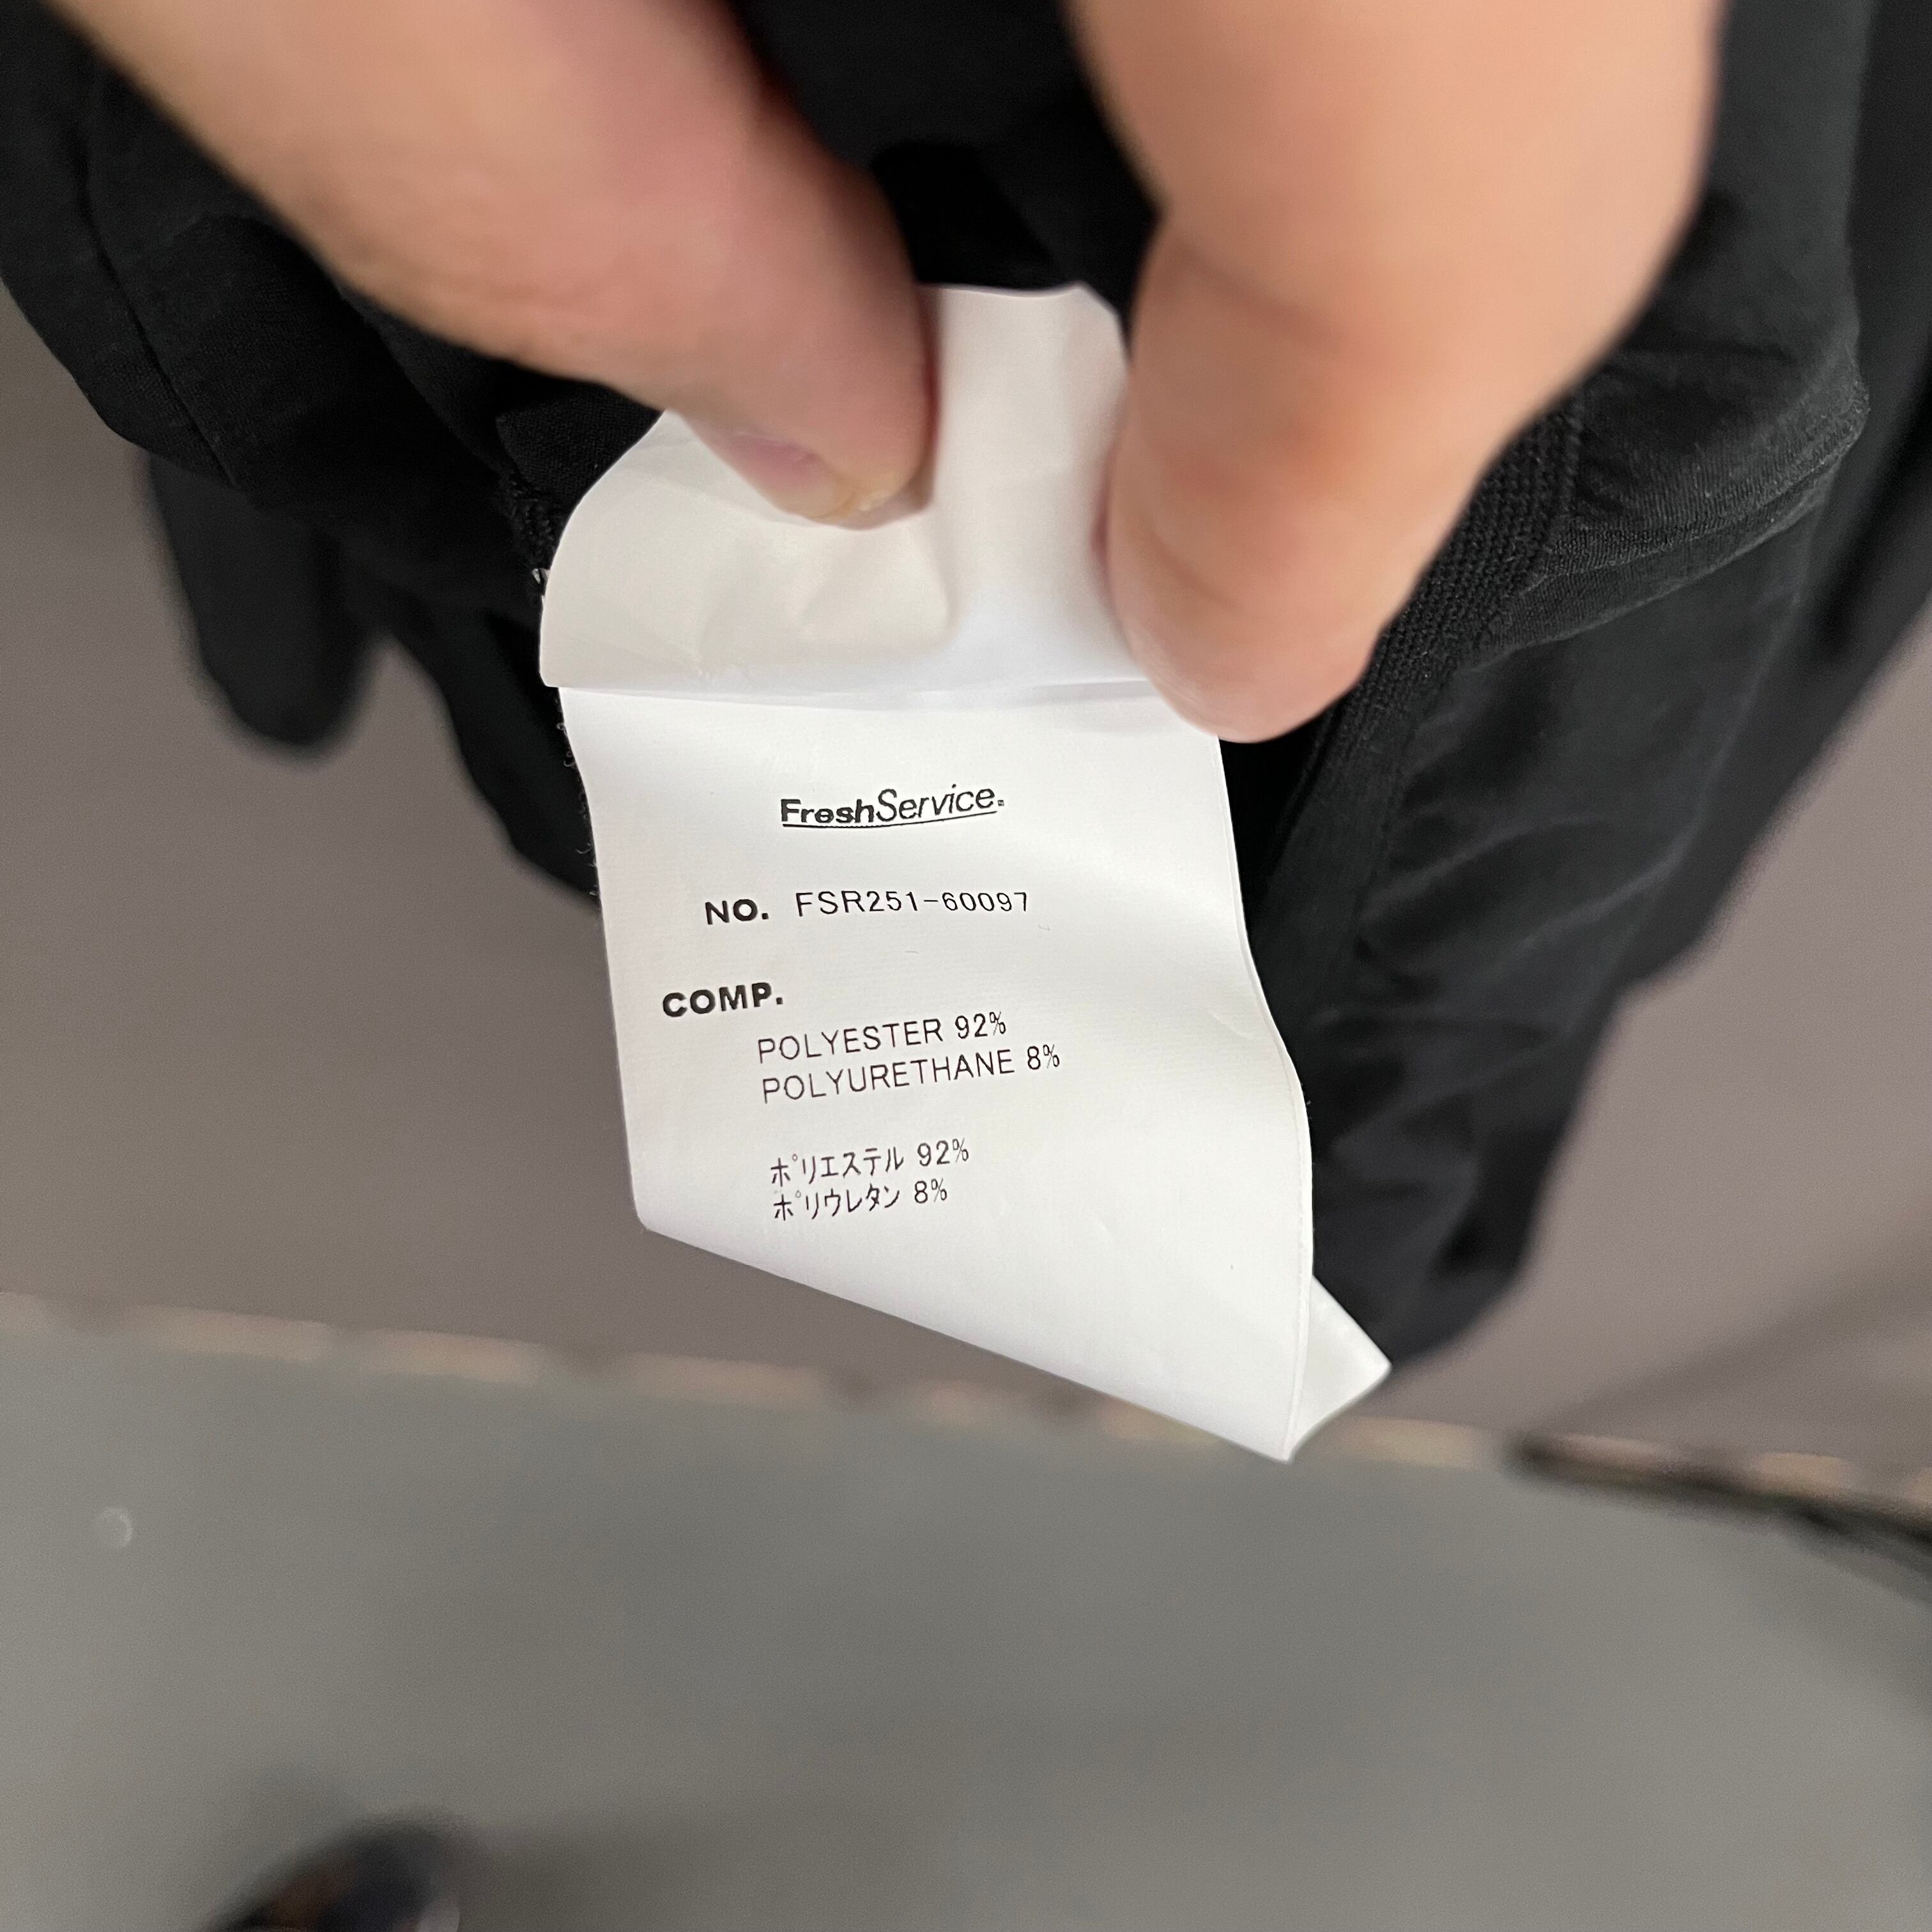 FreshService.
NO. FSR251-60097
COMP.
POLYESTER 92%
POLYURETHANE 8%
ポリエステル 92%
ポリウレタン 8%